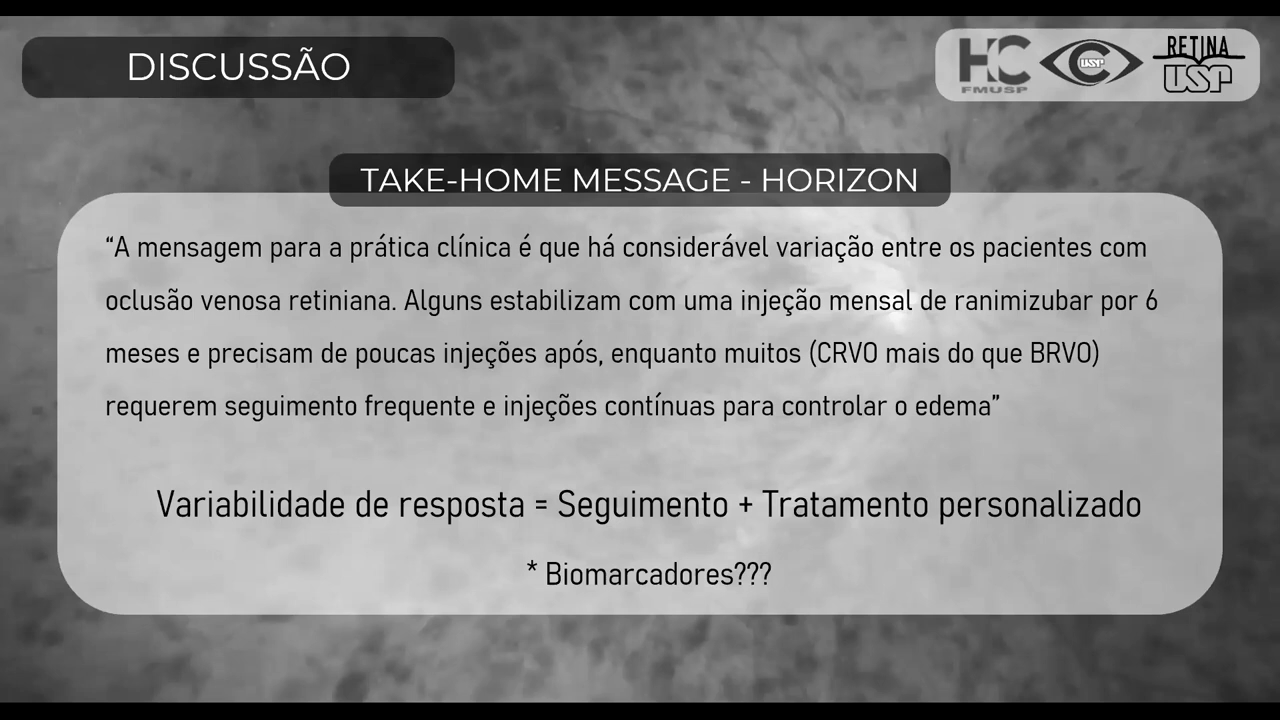 DISCUSSÃO
HC
FMUSP
USP
RETINA
USP
TAKE-HOME MESSAGE - HORIZON
“A mensagem para a prática clínica é que há considerável variação entre os pacientes com
oclusão venosa retiniana. Alguns estabilizam com uma injeção mensal de ranimizubar por 6
meses e precisam de poucas injeções após, enquanto muitos (CRVO mais do que BRVO)
requerem seguimento frequente e injeções contínuas para controlar o edema”
Variabilidade de resposta = Seguimento + Tratamento personalizado
* Biomarcadores???